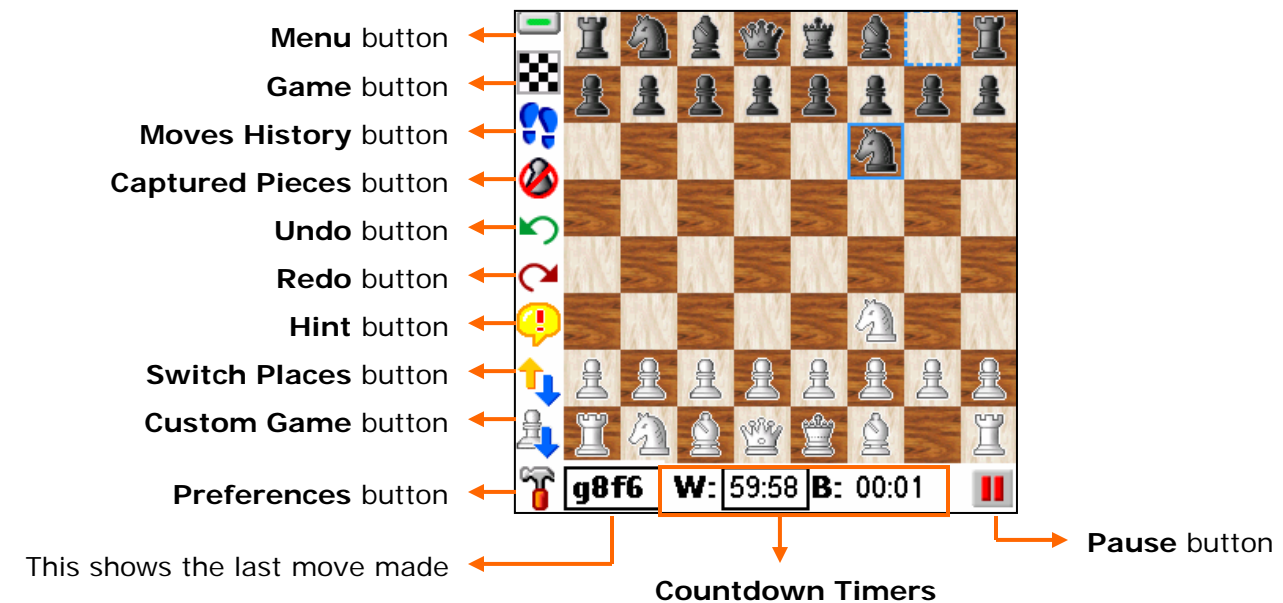 Menu button
Game button
Moves History button
Captured Pieces button
Undo button
Redo button
Hint button
Switch Places button
Custom Game button
Preferences button
g8f6 W: 59:58 B: 00:01
Pause button
This shows the last move made
Countdown Timers